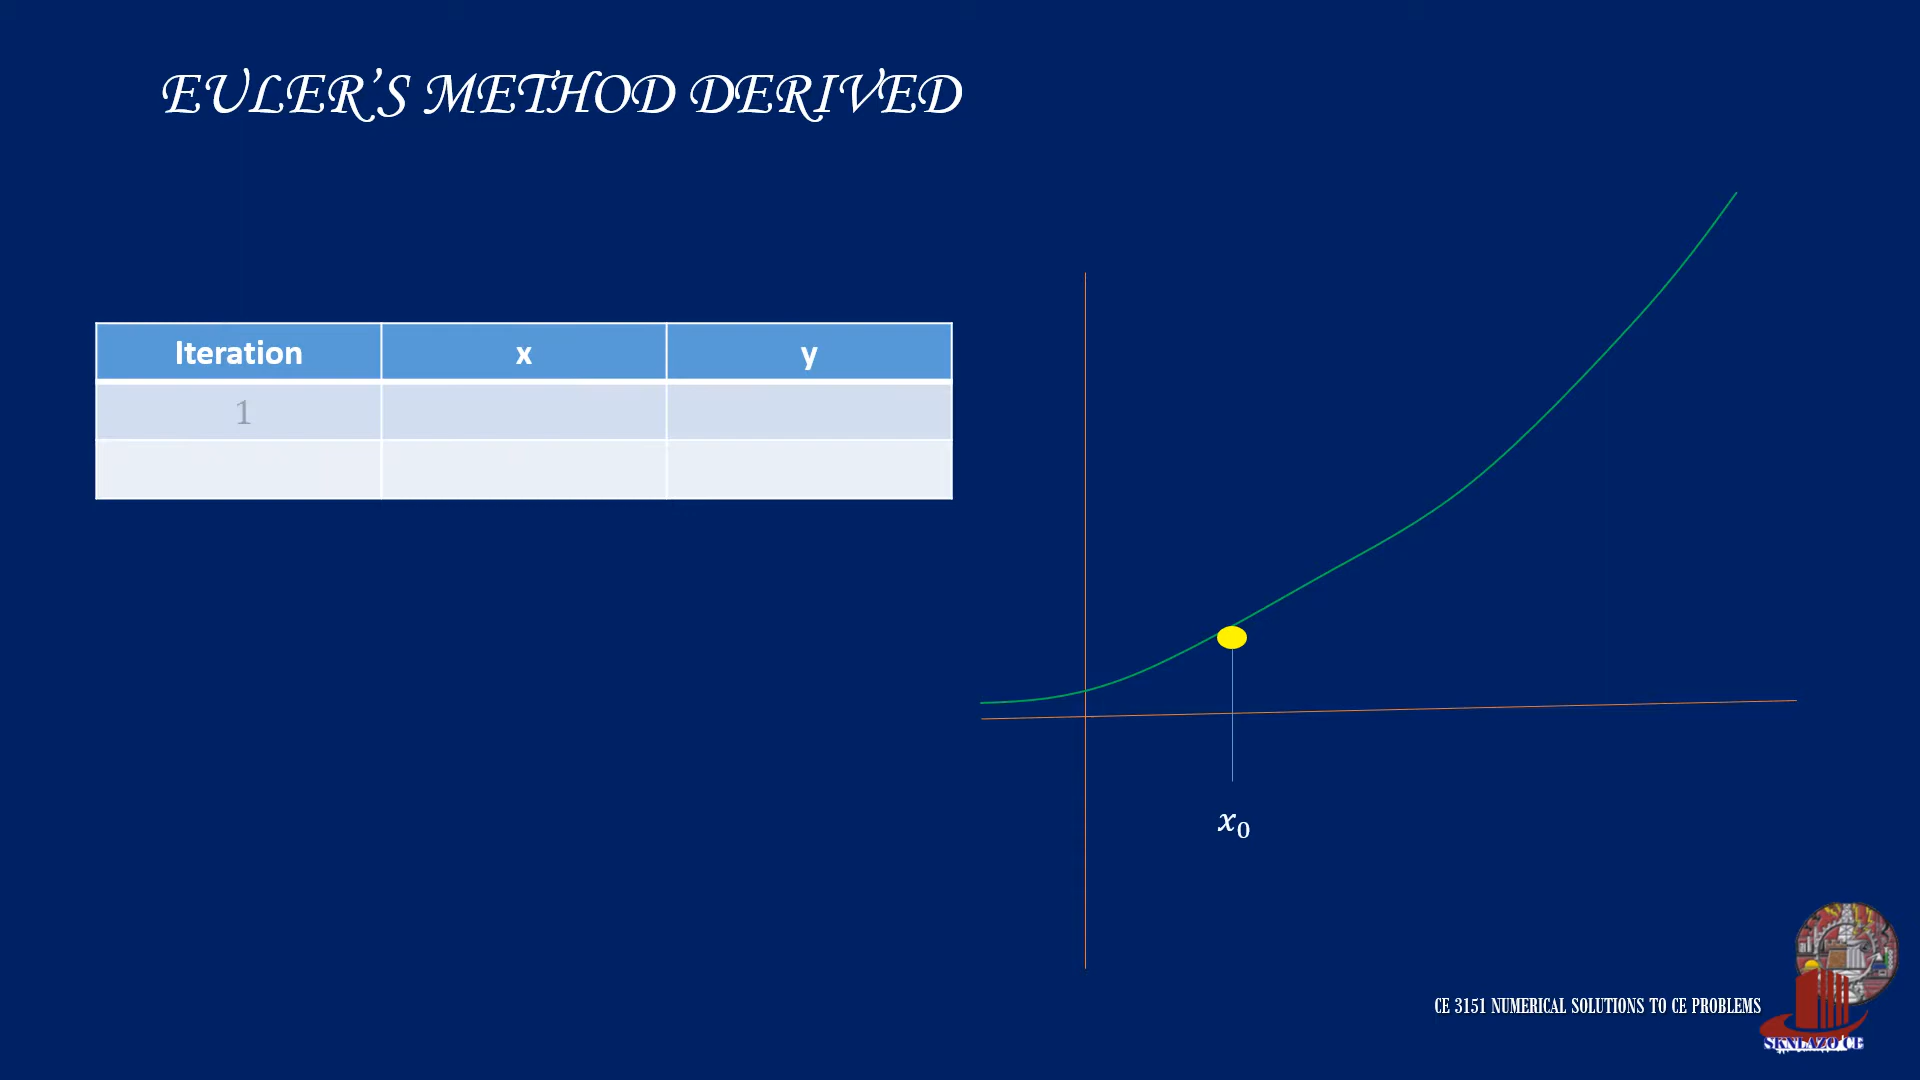 EULER'S METHOD DERIVED
Iteration x y
1
x₀
CE 3151 NUMERICAL SOLUTIONS TO CE PROBLEMS